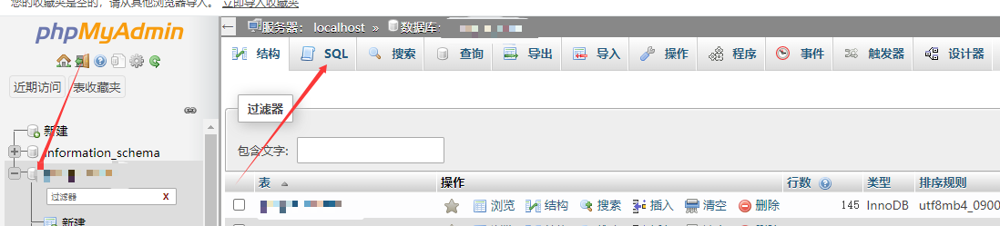 您的收藏夹是空的，请从其他浏览器导入。 立即导入收藏夹
phpMyAdmin
近期访问 表收藏夹
新建
information_schema
过滤器 X
新建
服务器： localhost » 数据库:
结构 SQL 搜索 查询 导出 导入 操作 程序 事件 触发器 设计器
过滤器
包含文字:
表 操作 行数 类型 排序规则
浏览 结构 搜索 插入 清空 删除 145 InnoDB utf8mb4_0900